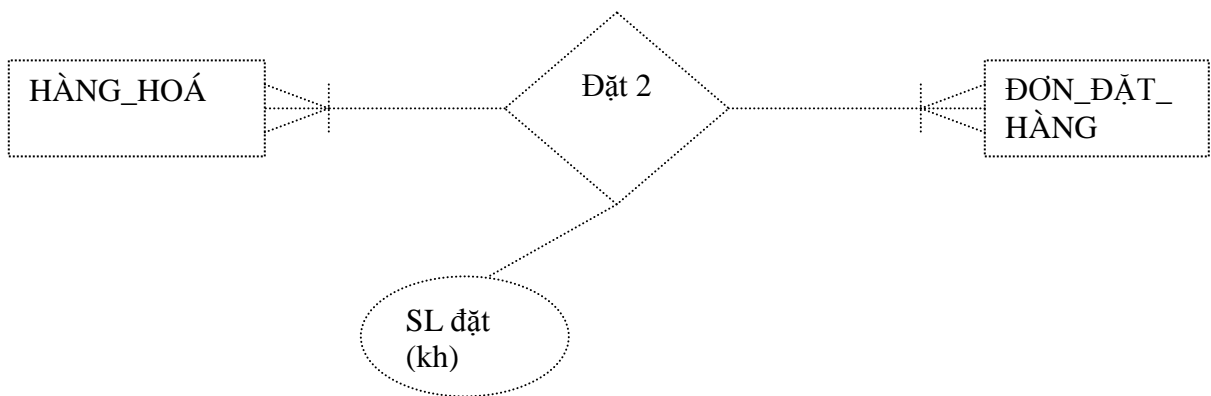 HÀNG_HOÁ
Đặt 2
ĐƠN_ĐẶT_
HÀNG
SL đặt
(kh)